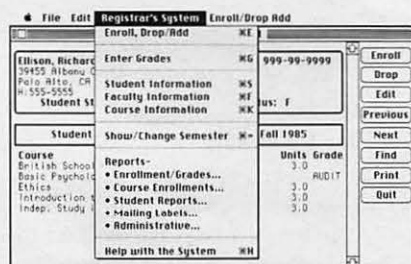 File Edit Registrar's System Enroll/Drop Add
Enroll, Drop/Add ⌘E
Enter Grades ⌘G
Student Information ⌘S
Faculty Information ⌘F
Course Information ⌘K
Show/Change Semester ⌘=
Reports-
• Enrollment/Grades...
• Course Enrollments...
• Student Reports...
• Mailing Labels...
• Administrative...
Help with the System ⌘H
Ellison, Richard 999-99-9999
39455 Albany
Palo Alto, CA
H:555-5555
Student St tus: F
Student Fall 1985
Course Units Grade
British School 3.0
Basic Psycholo AUDIT
Ethics 3.0
Introduction t 3.0
Indep. Study i 3.0
Enroll
Drop
Edit
Previous
Next
Find
Print
Quit